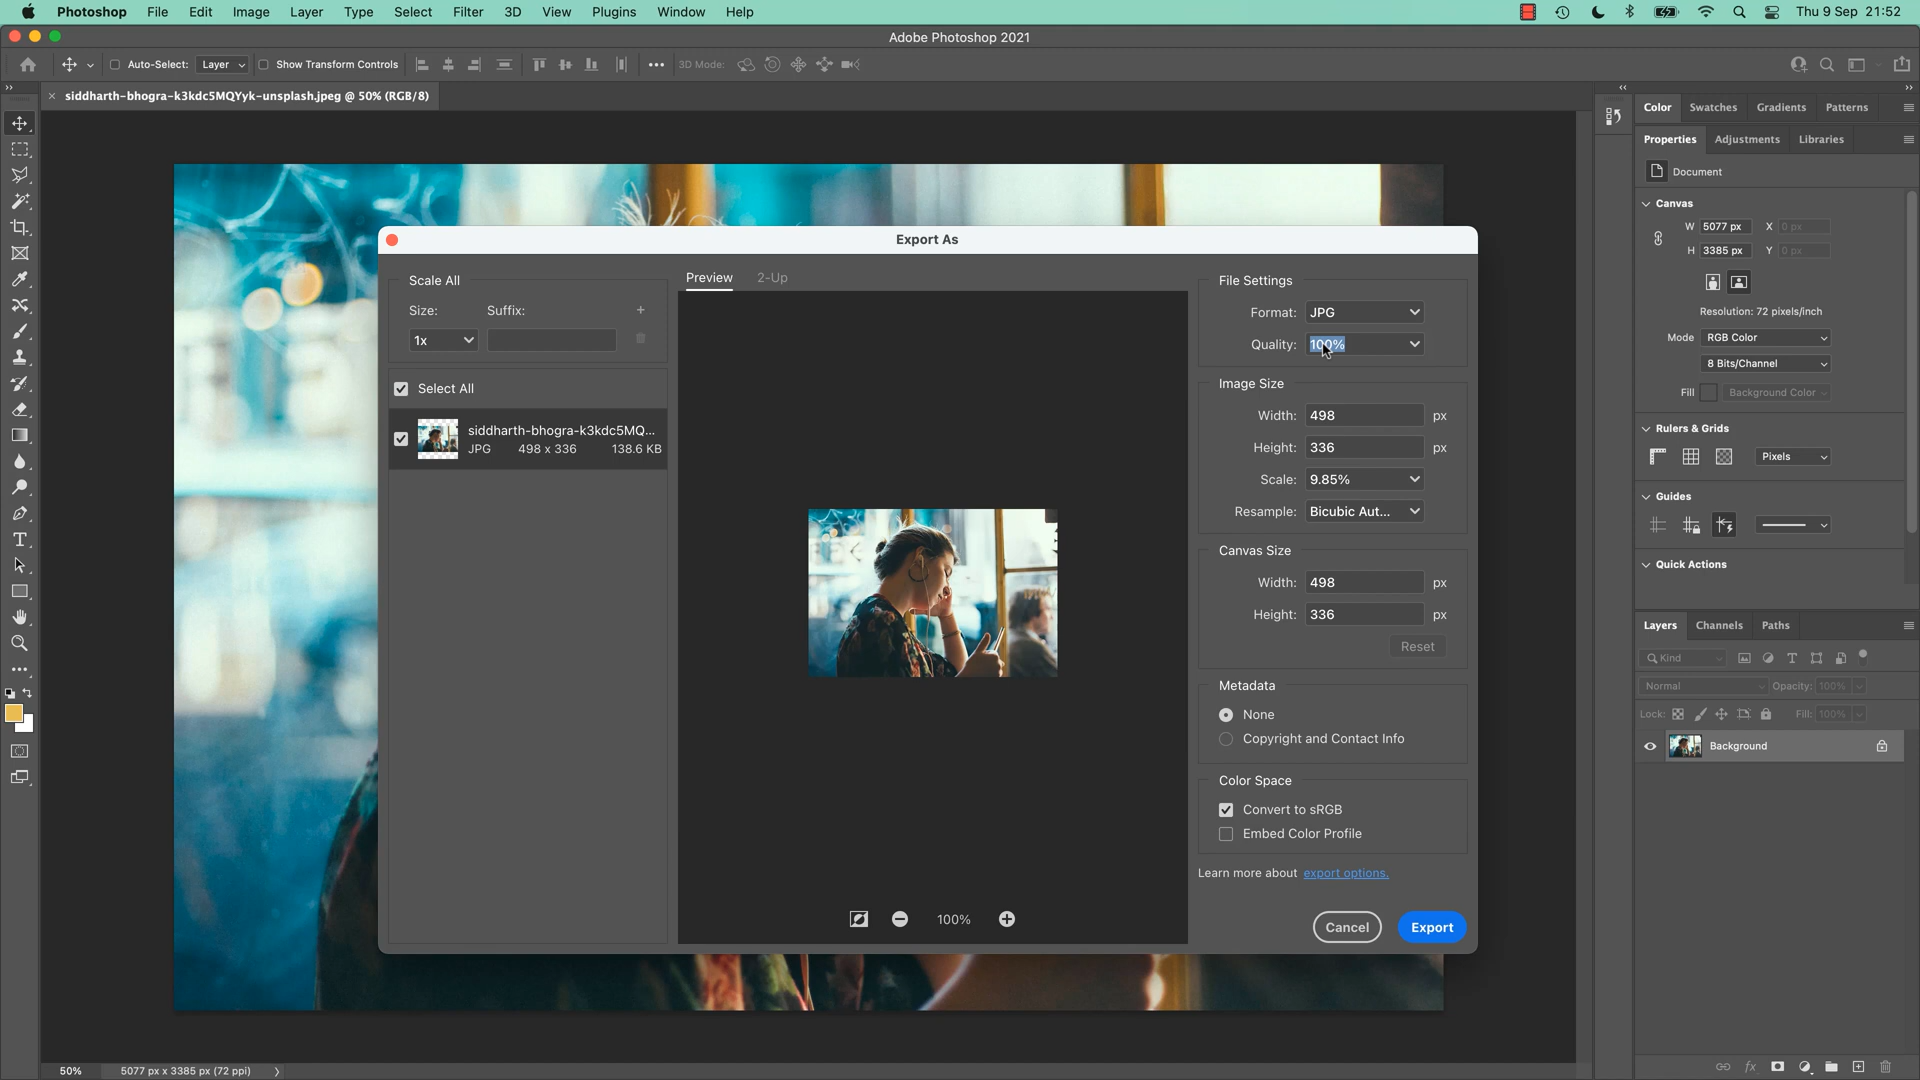 Photoshop File Edit Image Layer Type Select Filter 3D View Plugins Window Help Thu 9 Sep 21:52
Adobe Photoshop 2021
Auto-Select: Layer Show Transform Controls 3D Mode:
siddharth-bhogra-k3kdc5MQYyk-unsplash.jpeg @ 50% (RGB/8)
Export As
Scale All
Size: Suffix:
1x
Select All
siddharth-bhogra-k3kdc5MQ...
JPG 498 x 336 138.6 KB
Preview 2-Up
100%
File Settings
Format: JPG
Quality: 100%
Image Size
Width: 498 px
Height: 336 px
Scale: 9.85%
Resample: Bicubic Aut...
Canvas Size
Width: 498 px
Height: 336 px
Reset
Metadata
None
Copyright and Contact Info
Color Space
Convert to sRGB
Embed Color Profile
Learn more about export options.
Cancel Export
Color Swatches Gradients Patterns
Properties Adjustments Libraries
Document
Canvas
W 5077 px X 0 px
H 3385 px Y 0 px
Resolution: 72 pixels/inch
Mode RGB Color
8 Bits/Channel
Fill Background Color
Rulers & Grids
Pixels
Guides
Quick Actions
Layers Channels Paths
Kind
Normal Opacity: 100%
Lock: Fill: 100%
Background
fx
50% 5077 px x 3385 px (72 ppi)